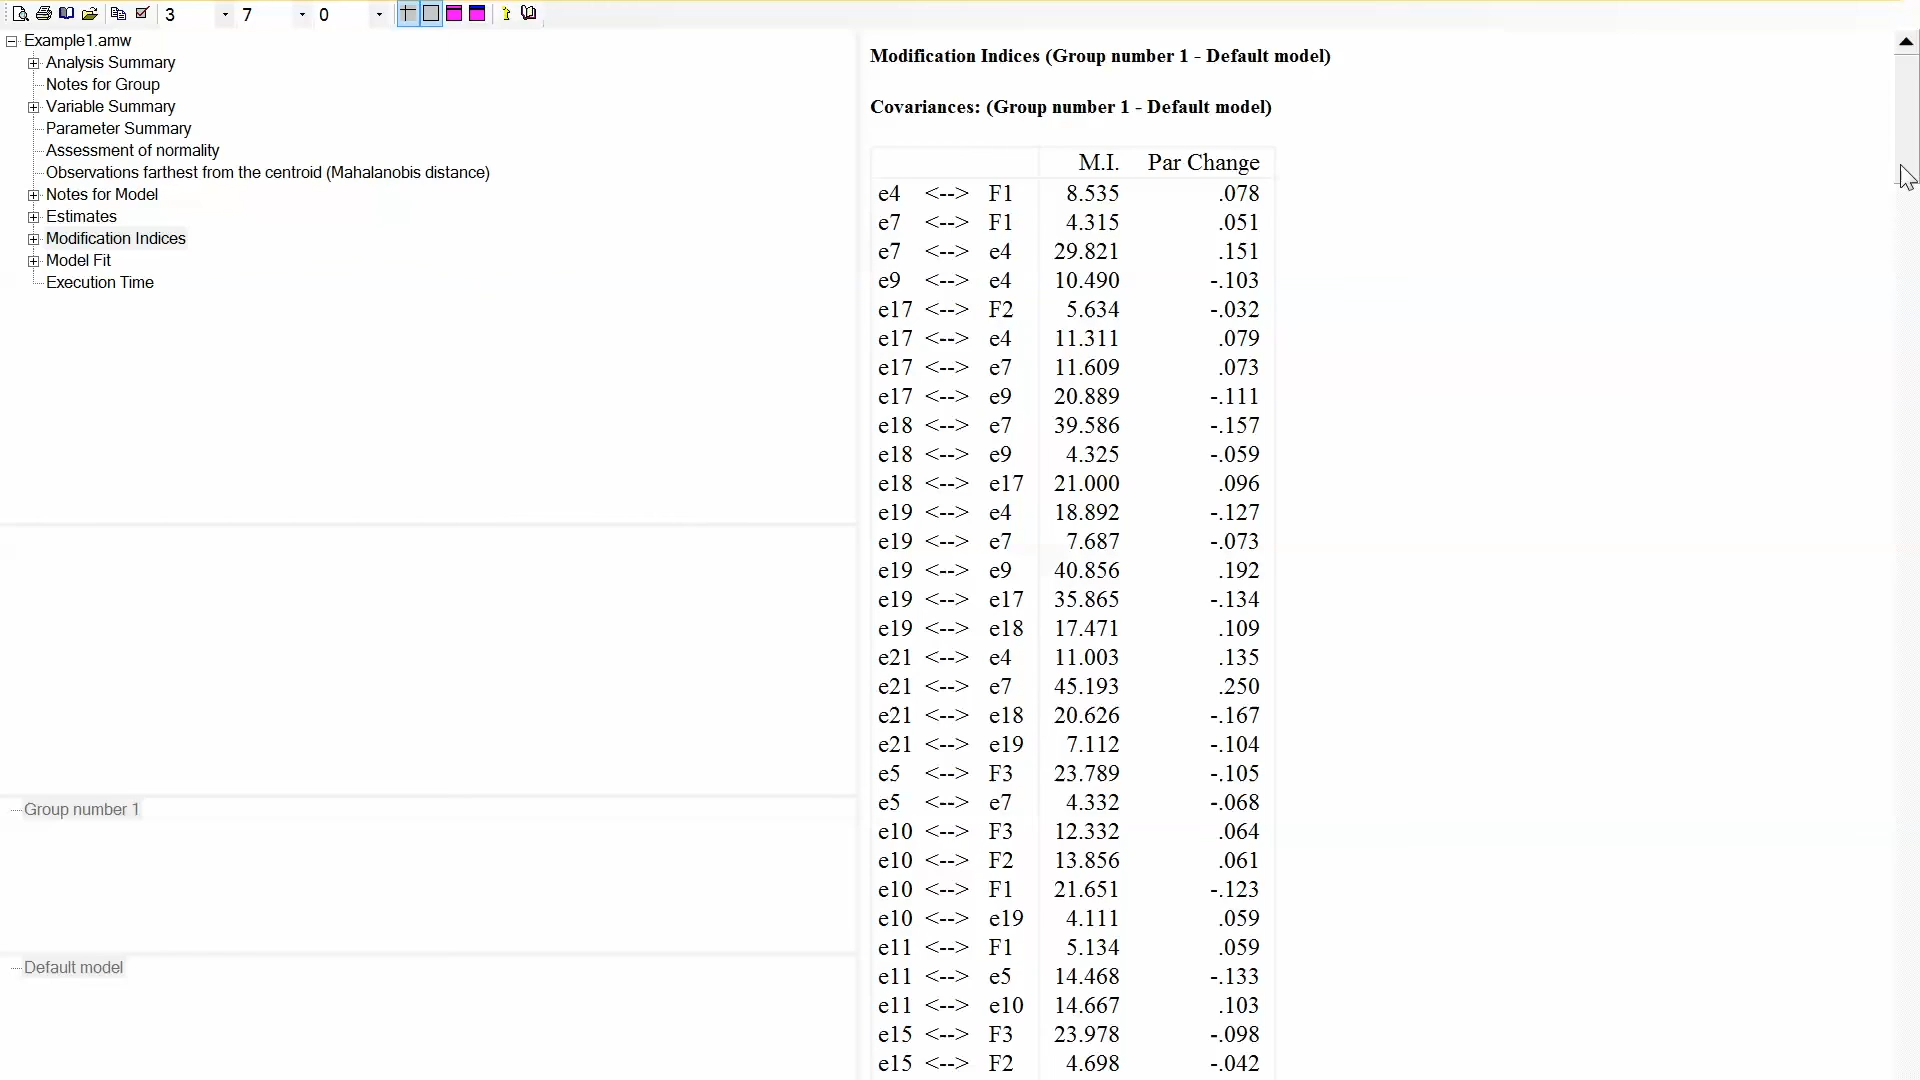 3 7 0
Example1.amw
Analysis Summary
Notes for Group
Variable Summary
Parameter Summary
Assessment of normality
Observations farthest from the centroid (Mahalanobis distance)
Notes for Model
Estimates
Modification Indices
Model Fit
Execution Time
Group number 1
Default model
Modification Indices (Group number 1 - Default model)
Covariances: (Group number 1 - Default model)
M.I. Par Change
e4 <--> F1 8.535 .078
e7 <--> F1 4.315 .051
e7 <--> e4 29.821 .151
e9 <--> e4 10.490 -.103
e17 <--> F2 5.634 -.032
e17 <--> e4 11.311 .079
e17 <--> e7 11.609 .073
e17 <--> e9 20.889 -.111
e18 <--> e7 39.586 -.157
e18 <--> e9 4.325 -.059
e18 <--> e17 21.000 .096
e19 <--> e4 18.892 -.127
e19 <--> e7 7.687 -.073
e19 <--> e9 40.856 .192
e19 <--> e17 35.865 -.134
e19 <--> e18 17.471 .109
e21 <--> e4 11.003 .135
e21 <--> e7 45.193 .250
e21 <--> e18 20.626 -.167
e21 <--> e19 7.112 -.104
e5 <--> F3 23.789 -.105
e5 <--> e7 4.332 -.068
e10 <--> F3 12.332 .064
e10 <--> F2 13.856 .061
e10 <--> F1 21.651 -.123
e10 <--> e19 4.111 .059
e11 <--> F1 5.134 .059
e11 <--> e5 14.468 -.133
e11 <--> e10 14.667 .103
e15 <--> F3 23.978 -.098
e15 <--> F2 4.698 -.042